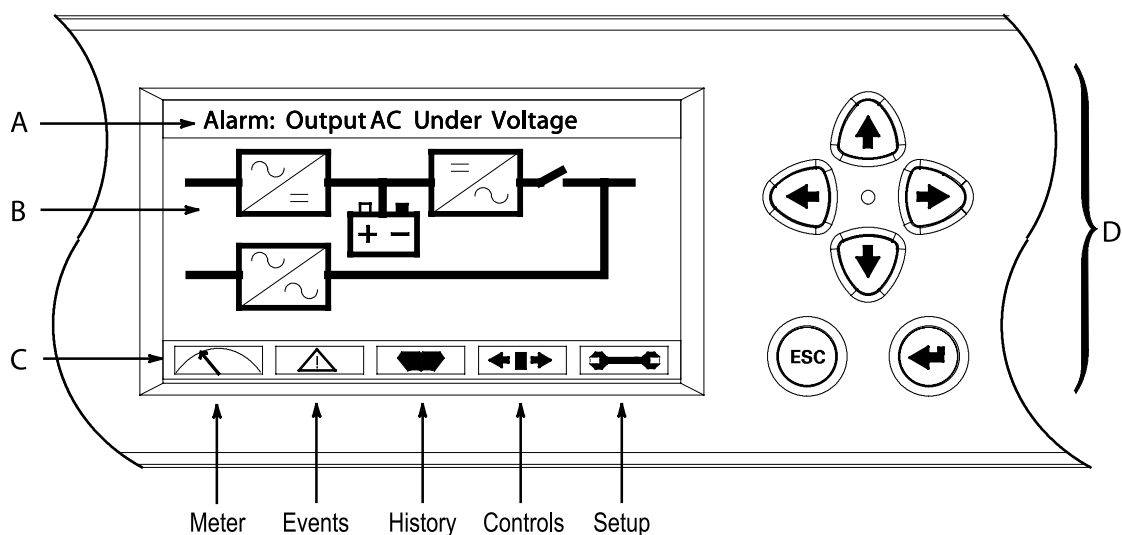 A
Alarm: Output AC Under Voltage
B
+ −
C
D
ESC
Meter Events History Controls Setup